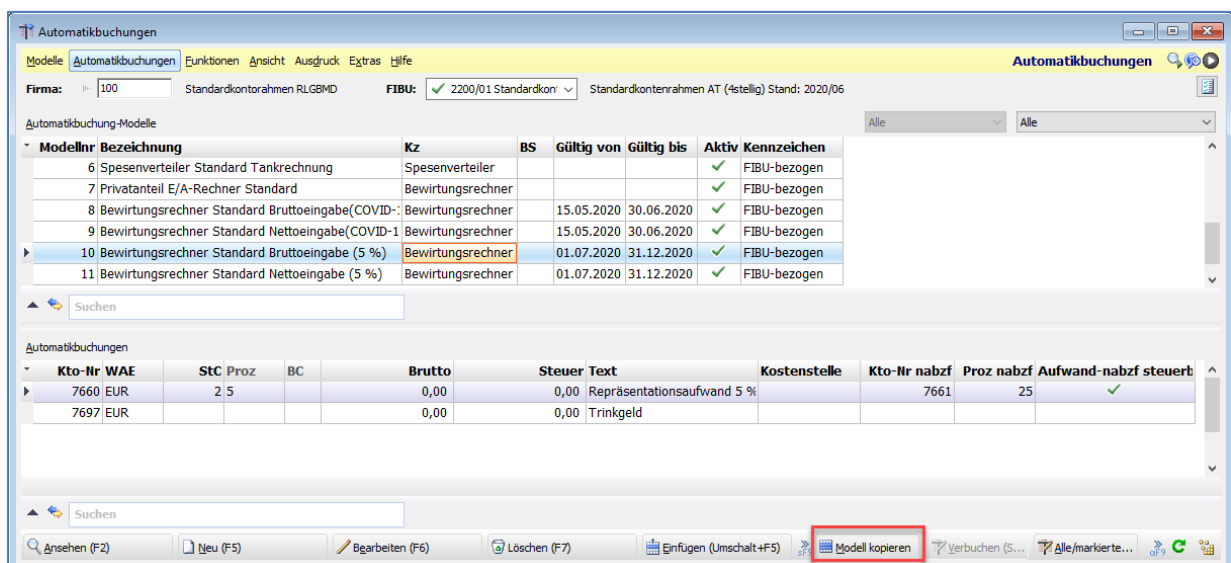 Automatikbuchungen
Modelle Automatikbuchungen Funktionen Ansicht Ausdruck Extras Hilfe Automatikbuchungen
Firma: 100 Standardkontorahmen RLGBMD FIBU: 2200/01 Standardkont Standardkontenrahmen AT (4stellig) Stand: 2020/06
Automatikbuchung-Modelle Alle Alle
Modellnr Bezeichnung Kz BS Gültig von Gültig bis Aktiv Kennzeichen
6 Spesenverteiler Standard Tankrechnung Spesenverteiler FIBU-bezogen
7 Privatanteil E/A-Rechner Standard Bewirtungsrechner FIBU-bezogen
8 Bewirtungsrechner Standard Bruttoeingabe(COVID-1 Bewirtungsrechner 15.05.2020 30.06.2020 FIBU-bezogen
9 Bewirtungsrechner Standard Nettoeingabe(COVID-1 Bewirtungsrechner 15.05.2020 30.06.2020 FIBU-bezogen
10 Bewirtungsrechner Standard Bruttoeingabe (5 %) Bewirtungsrechner 01.07.2020 31.12.2020 FIBU-bezogen
11 Bewirtungsrechner Standard Nettoeingabe (5 %) Bewirtungsrechner 01.07.2020 31.12.2020 FIBU-bezogen
Suchen
Automatikbuchungen
Kto-Nr WAE StC Proz BC Brutto Steuer Text Kostenstelle Kto-Nr nabzf Proz nabzf Aufwand-nabzf steuerb
7660 EUR 2 5 0,00 0,00 Repräsentationsaufwand 5 % 7661 25
7697 EUR 0,00 0,00 Trinkgeld
Suchen
Ansehen (F2) Neu (F5) Bearbeiten (F6) Löschen (F7) Einfügen (Umschalt+F5) sF9 Modell kopieren Verbuchen (S... Alle/markierte... aF9